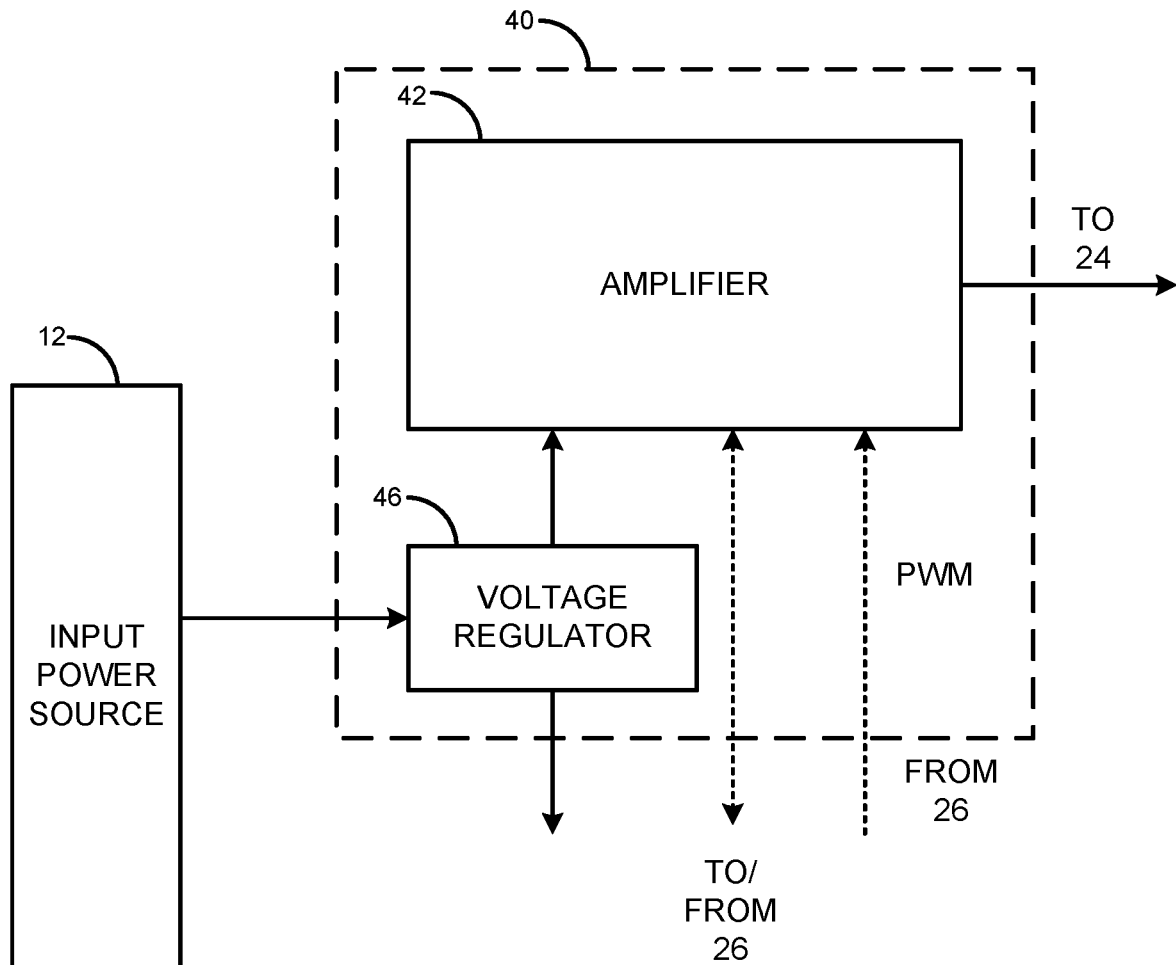 40
42
AMPLIFIER
TO
24
12
46
VOLTAGE
REGULATOR
PWM
INPUT
POWER
SOURCE
FROM
26
TO/
FROM
26